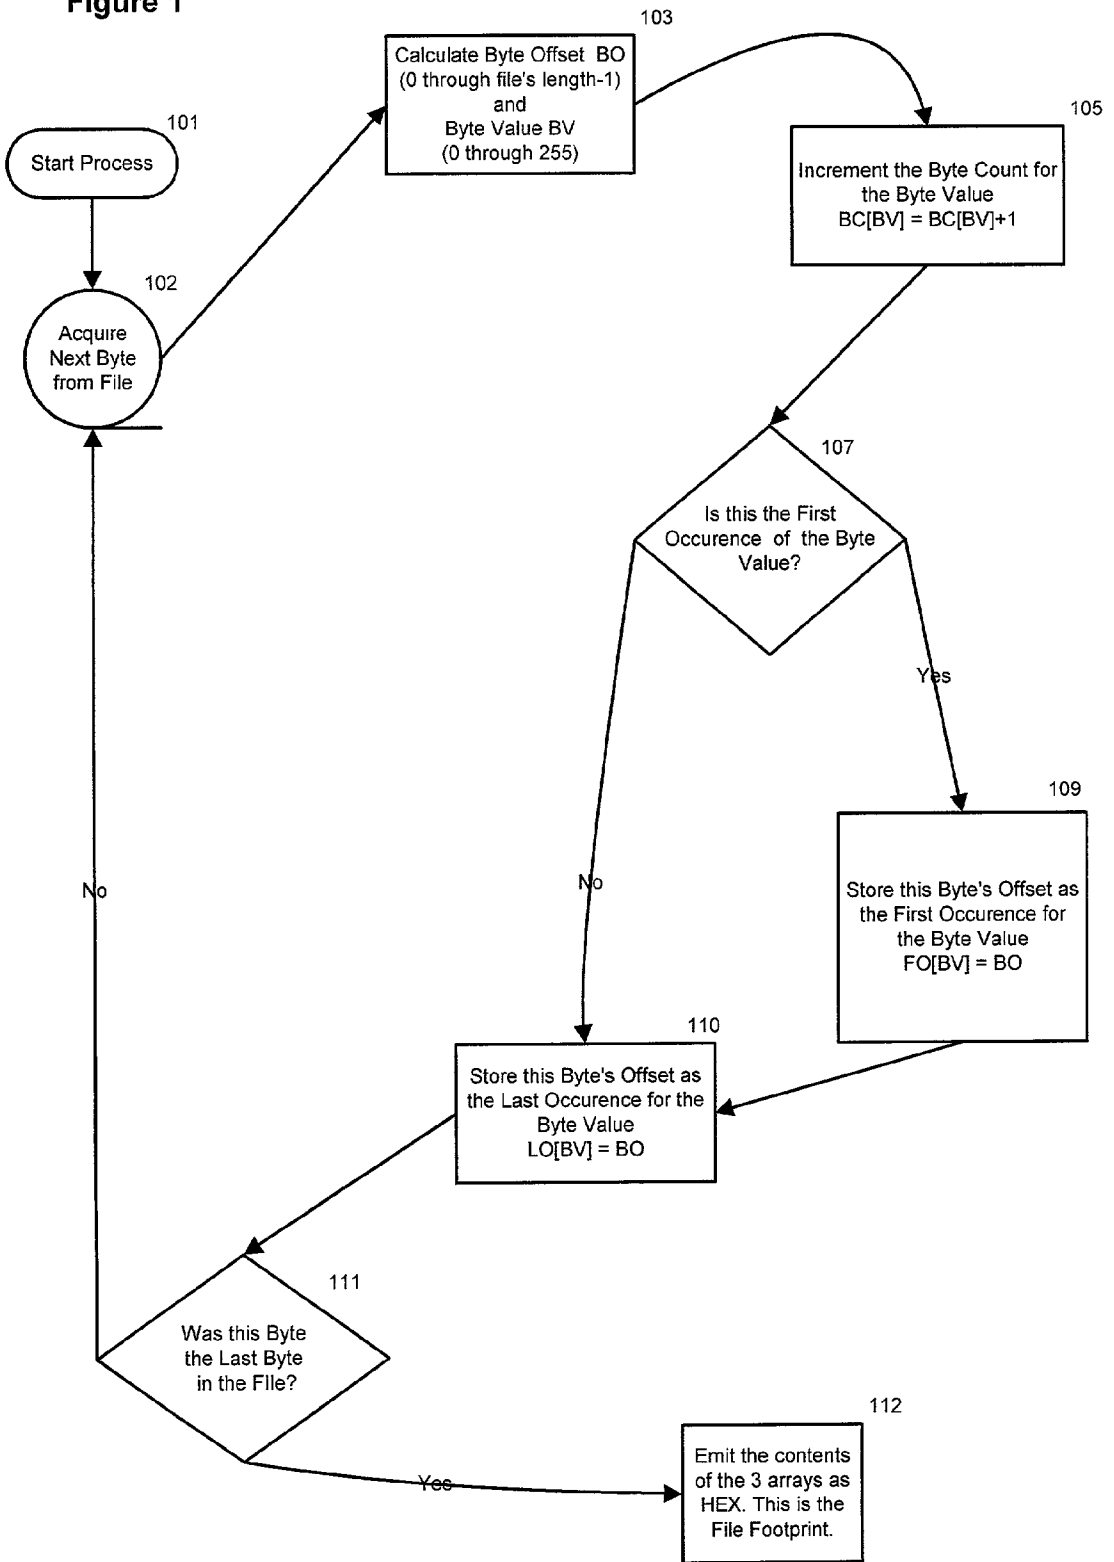 Figure 1
103
Calculate Byte Offset BO
(0 through file's length-1)
and
Byte Value BV
(0 through 255)
101
Start Process
105
Increment the Byte Count for
the Byte Value
BC[BV] = BC[BV]+1
102
Acquire
Next Byte
from File
107
Is this the First
Occurence of the Byte
Value?
Yes
109
Store this Byte's Offset as
the First Occurence for
the Byte Value
FO[BV] = BO
No
No
110
Store this Byte's Offset as
the Last Occurence for the
Byte Value
LO[BV] = BO
111
Was this Byte
the Last Byte
in the FIle?
112
Emit the contents
of the 3 arrays as
HEX. This is the
File Footprint.
Yes